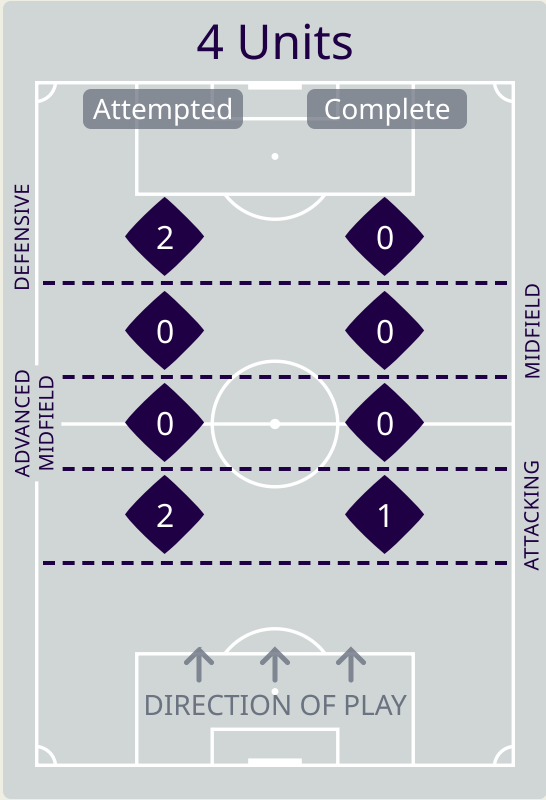 4 Units
Attempted
Complete
DEFENSIVE
2
0
MIDFIELD
0
0
ADVANCED
MIDFIELD
0
0
ATTACKING
2
1
DIRECTION OF PLAY